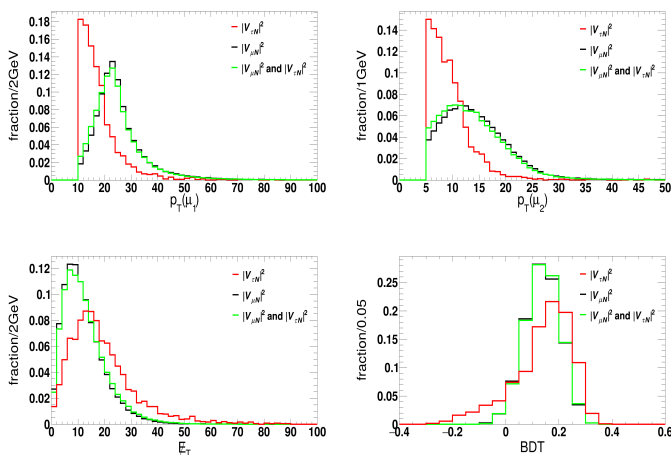 fraction/2GeV
0.18
0.16
0.14
0.12
0.1
0.08
0.06
0.04
0.02
0
|V_τN|²
|V_μN|²
|V_μN|² and |V_τN|²
0 10 20 30 40 50 60 70 80 90 100
p_T(μ_1)
fraction/1GeV
0.14
0.12
0.1
0.08
0.06
0.04
0.02
0
|V_τN|²
|V_μN|²
|V_μN|² and |V_τN|²
0 5 10 15 20 25 30 35 40 45 50
p_T(μ_2)
fraction/2GeV
0.12
0.1
0.08
0.06
0.04
0.02
0
|V_τN|²
|V_μN|²
|V_μN|² and |V_τN|²
0 10 20 30 40 50 60 70 80 90 100
E̸_T
fraction/0.05
0.25
0.2
0.15
0.1
0.05
0
|V_τN|²
|V_μN|²
|V_μN|² and |V_τN|²
−0.4 −0.2 0 0.2 0.4 0.6
BDT